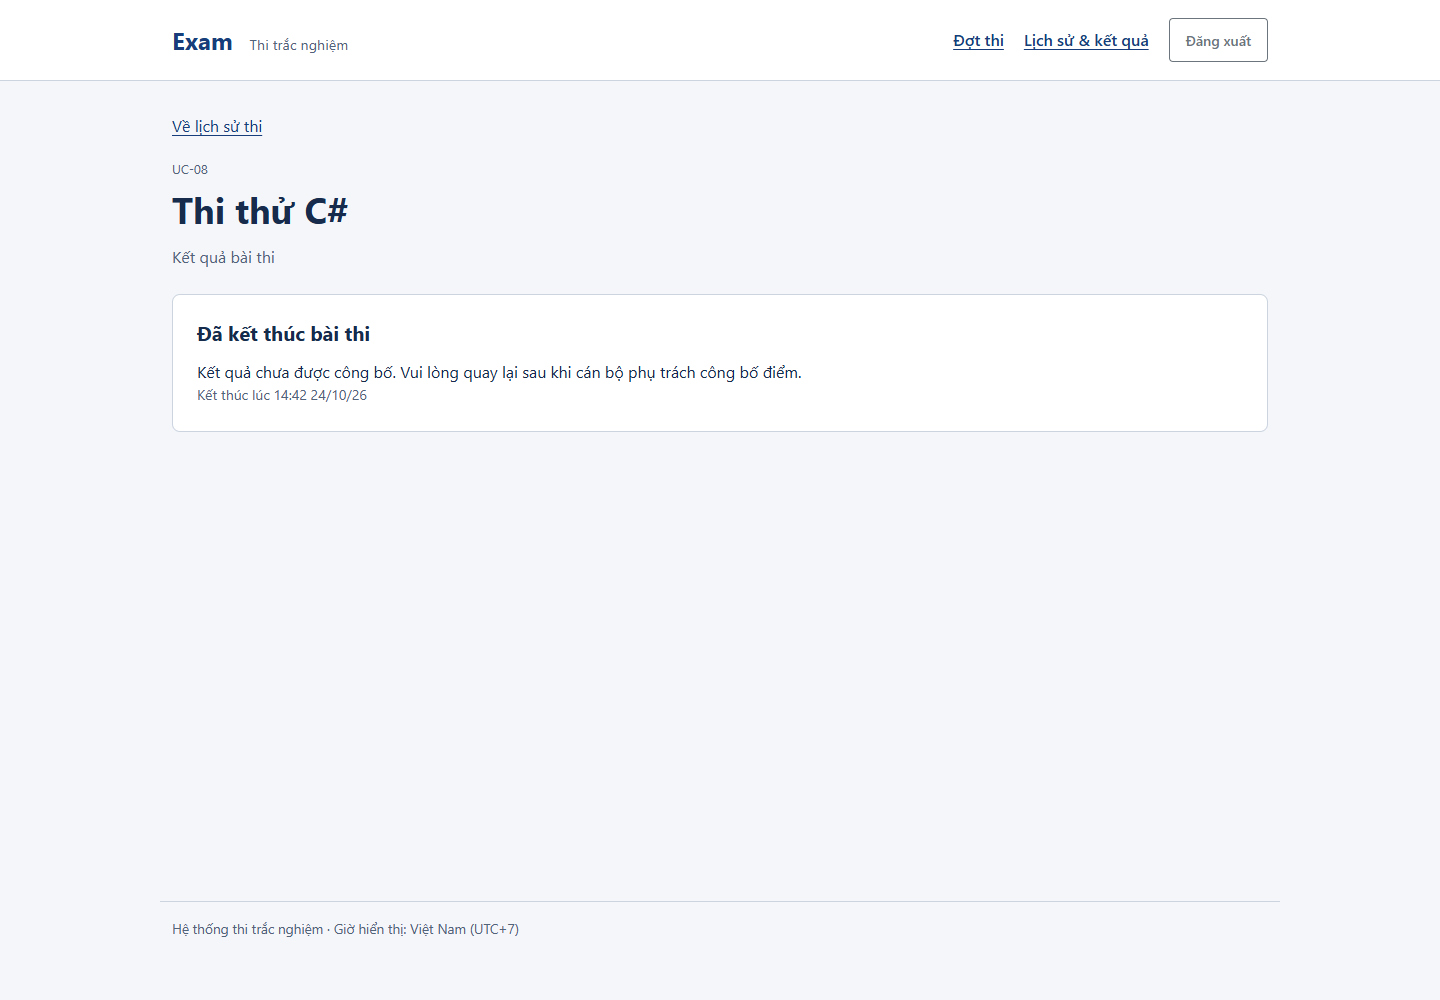 Exam Thi trắc nghiệm Đợt thi Lịch sử & kết quả Đăng xuất
Về lịch sử thi
UC-08
Thi thử C#
Kết quả bài thi
Đã kết thúc bài thi
Kết quả chưa được công bố. Vui lòng quay lại sau khi cán bộ phụ trách công bố điểm.
Kết thúc lúc 14:42 24/10/26
Hệ thống thi trắc nghiệm · Giờ hiển thị: Việt Nam (UTC+7)